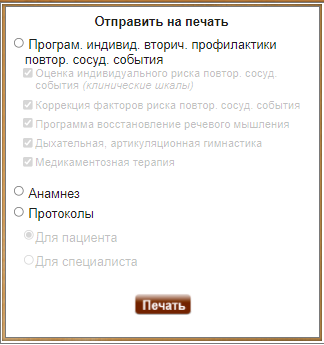 Отправить на печать
Програм. индивид. вторич. профилактики
повтор. сосуд. события
Оценка индивидуального риска повтор. сосуд.
события (клинические шкалы)
Коррекция факторов риска повтор. сосуд. события
Программа восстановление речевого мышления
Дыхательная, артикуляционная гимнастика
Медикаментозная терапия
Анамнез
Протоколы
Для пациента
Для специалиста
Печать